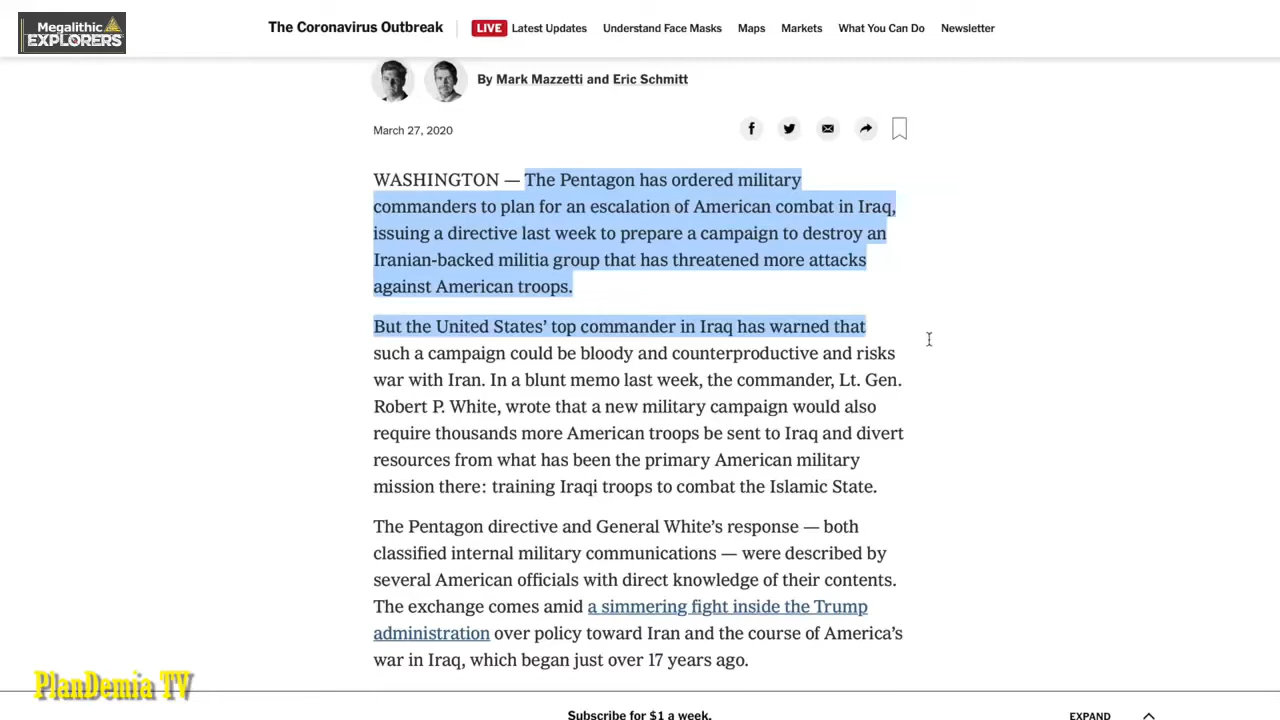 Megalithic
EXPLORERS
The Coronavirus Outbreak LIVE Latest Updates Understand Face Masks Maps Markets What You Can Do Newsletter
By Mark Mazzetti and Eric Schmitt
March 27, 2020
WASHINGTON — The Pentagon has ordered military
commanders to plan for an escalation of American combat in Iraq,
issuing a directive last week to prepare a campaign to destroy an
Iranian-backed militia group that has threatened more attacks
against American troops.
But the United States’ top commander in Iraq has warned that
such a campaign could be bloody and counterproductive and risks
war with Iran. In a blunt memo last week, the commander, Lt. Gen.
Robert P. White, wrote that a new military campaign would also
require thousands more American troops be sent to Iraq and divert
resources from what has been the primary American military
mission there: training Iraqi troops to combat the Islamic State.
The Pentagon directive and General White’s response — both
classified internal military communications — were described by
several American officials with direct knowledge of their contents.
The exchange comes amid a simmering fight inside the Trump
administration over policy toward Iran and the course of America’s
war in Iraq, which began just over 17 years ago.
PlanDemia TV
Subscribe for $1 a week. EXPAND